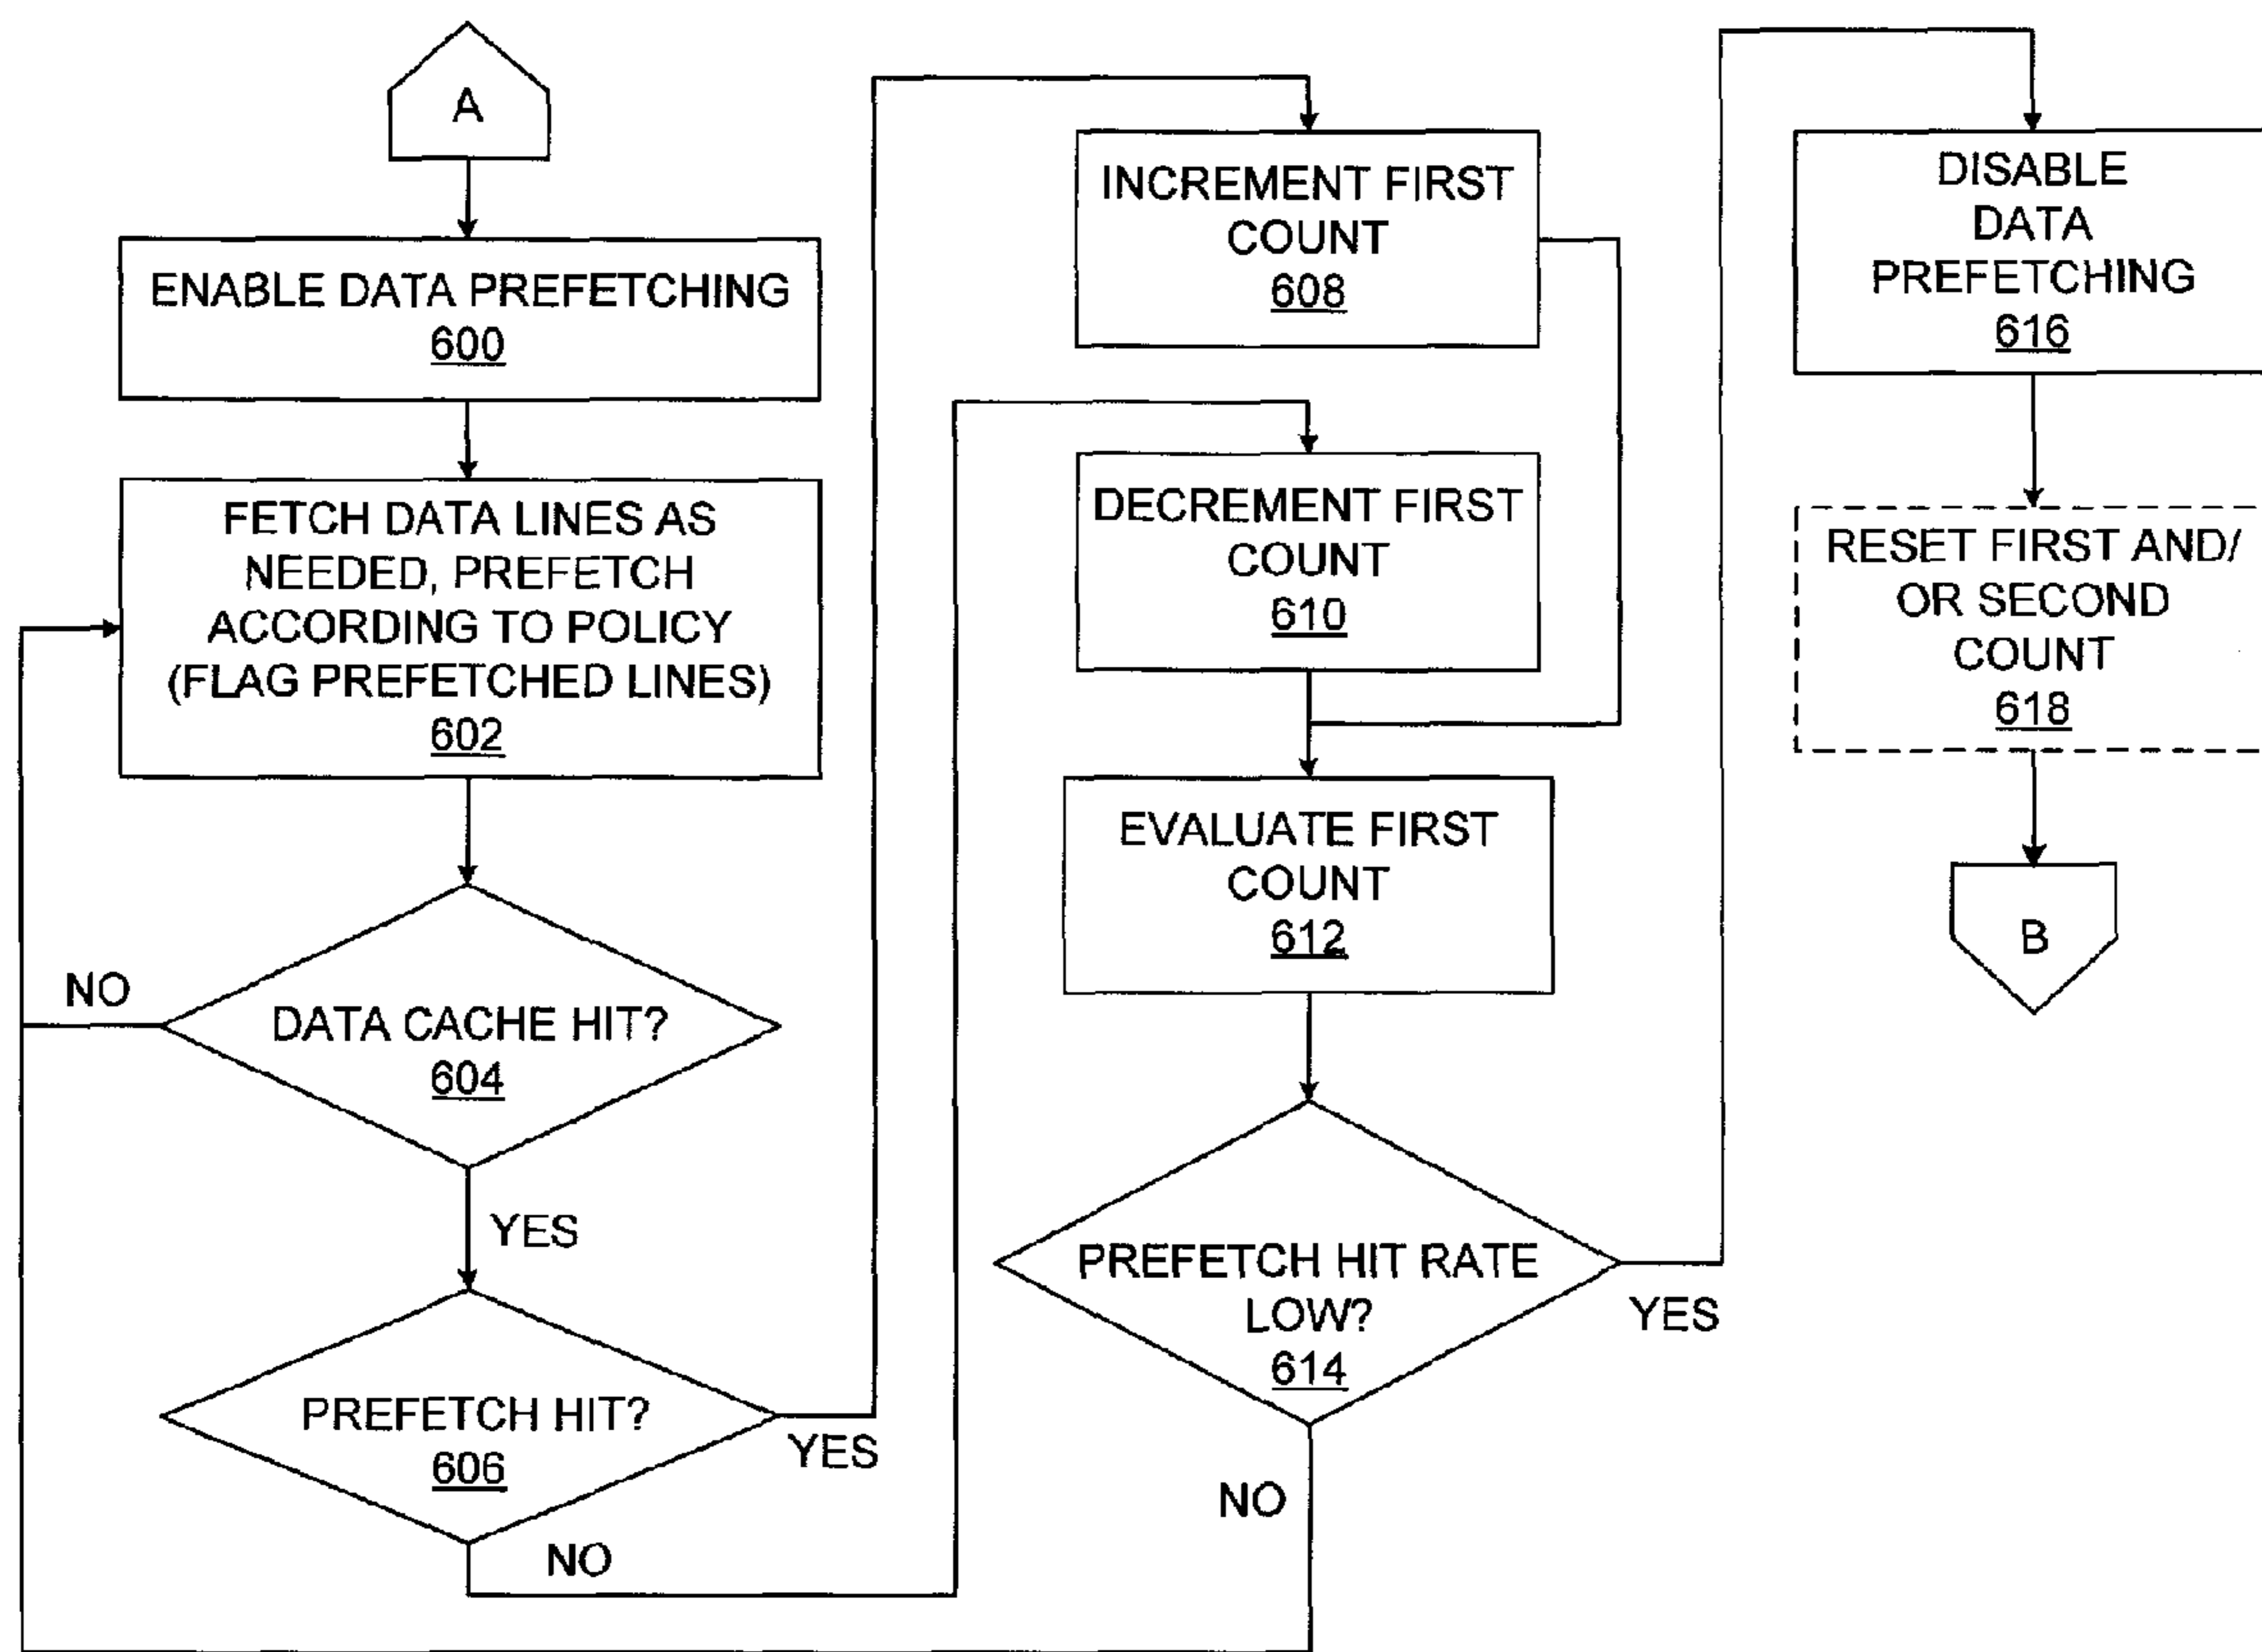 A
ENABLE DATA PREFETCHING
600
FETCH DATA LINES AS
NEEDED, PREFETCH
ACCORDING TO POLICY
(FLAG PREFETCHED LINES)
602
NO
DATA CACHE HIT?
604
YES
PREFETCH HIT?
606
YES
NO
INCREMENT FIRST
COUNT
608
DECREMENT FIRST
COUNT
610
EVALUATE FIRST
COUNT
612
PREFETCH HIT RATE
LOW?
614
YES
NO
DISABLE
DATA
PREFETCHING
616
RESET FIRST AND/
OR SECOND
COUNT
618
B